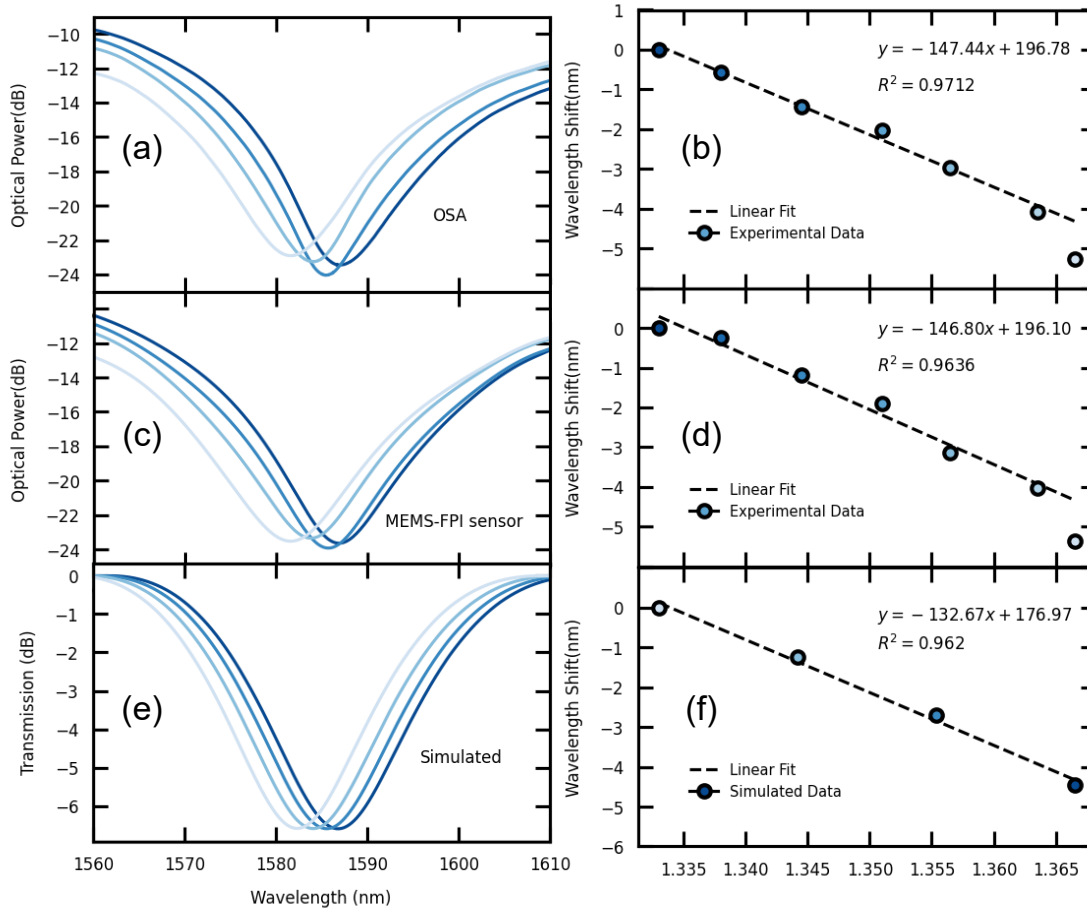 −10
−12
−14
−16
−18
−20
−22
−24
Optical Power(dB)
(a)
OSA
1
0
−1
−2
−3
−4
−5
Wavelength Shift(nm)
y = − 147.44x + 196.78
R² = 0.9712
(b)
Linear Fit
Experimental Data
−12
−14
−16
−18
−20
−22
−24
Optical Power(dB)
(c)
MEMS-FPI sensor
0
−1
−2
−3
−4
−5
Wavelength Shift(nm)
y = − 146.80x + 196.10
R² = 0.9636
(d)
Linear Fit
Experimental Data
0
−1
−2
−3
−4
−5
−6
Transmission (dB)
(e)
Simulated
1560
1570
1580
1590
1600
1610
Wavelength (nm)
0
−1
−2
−3
−4
−5
−6
Wavelength Shift(nm)
y = − 132.67x + 176.97
R² = 0.962
(f)
Linear Fit
Simulated Data
1.335
1.340
1.345
1.350
1.355
1.360
1.365